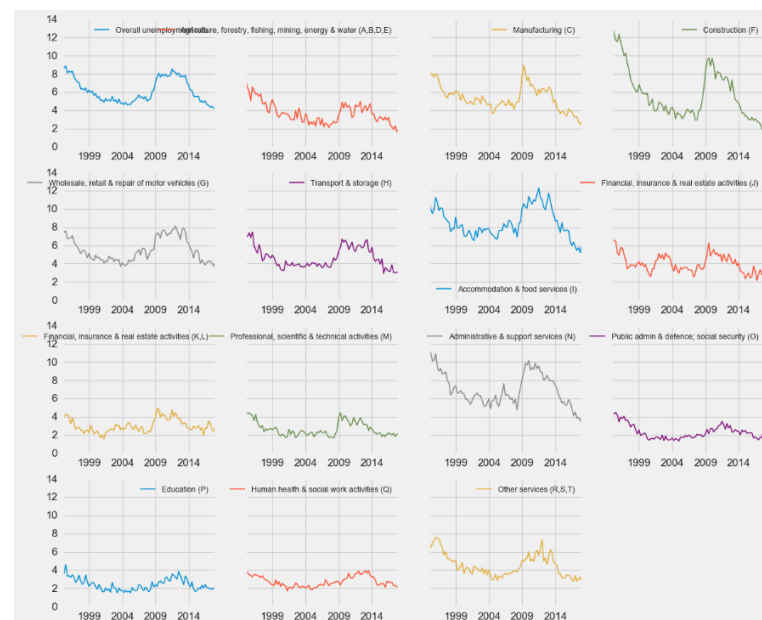 14
12
10
8
6
4
2
0
Overall unemployment rate
Agriculture, forestry, fishing, mining, energy & water (A,B,D,E)
Manufacturing (C)
Construction (F)
1999 2004 2009 2014 1999 2004 2009 2014 1999 2004 2009 2014 1999 2004 2009 2014
14
12
10
8
6
4
2
0
Wholesale, retail & repair of motor vehicles (G)
Transport & storage (H)
Accommodation & food services (I)
Financial, insurance & real estate activities (J)
1999 2004 2009 2014 1999 2004 2009 2014 1999 2004 2009 2014 1999 2004 2009 2014
14
12
10
8
6
4
2
0
Financial, insurance & real estate activities (K,L)
Professional, scientific & technical activities (M)
Administrative & support services (N)
Public admin & defence; social security (O)
1999 2004 2009 2014 1999 2004 2009 2014 1999 2004 2009 2014 1999 2004 2009 2014
14
12
10
8
6
4
2
0
Education (P)
Human health & social work activities (Q)
Other services (R,S,T)
1999 2004 2009 2014 1999 2004 2009 2014 1999 2004 2009 2014